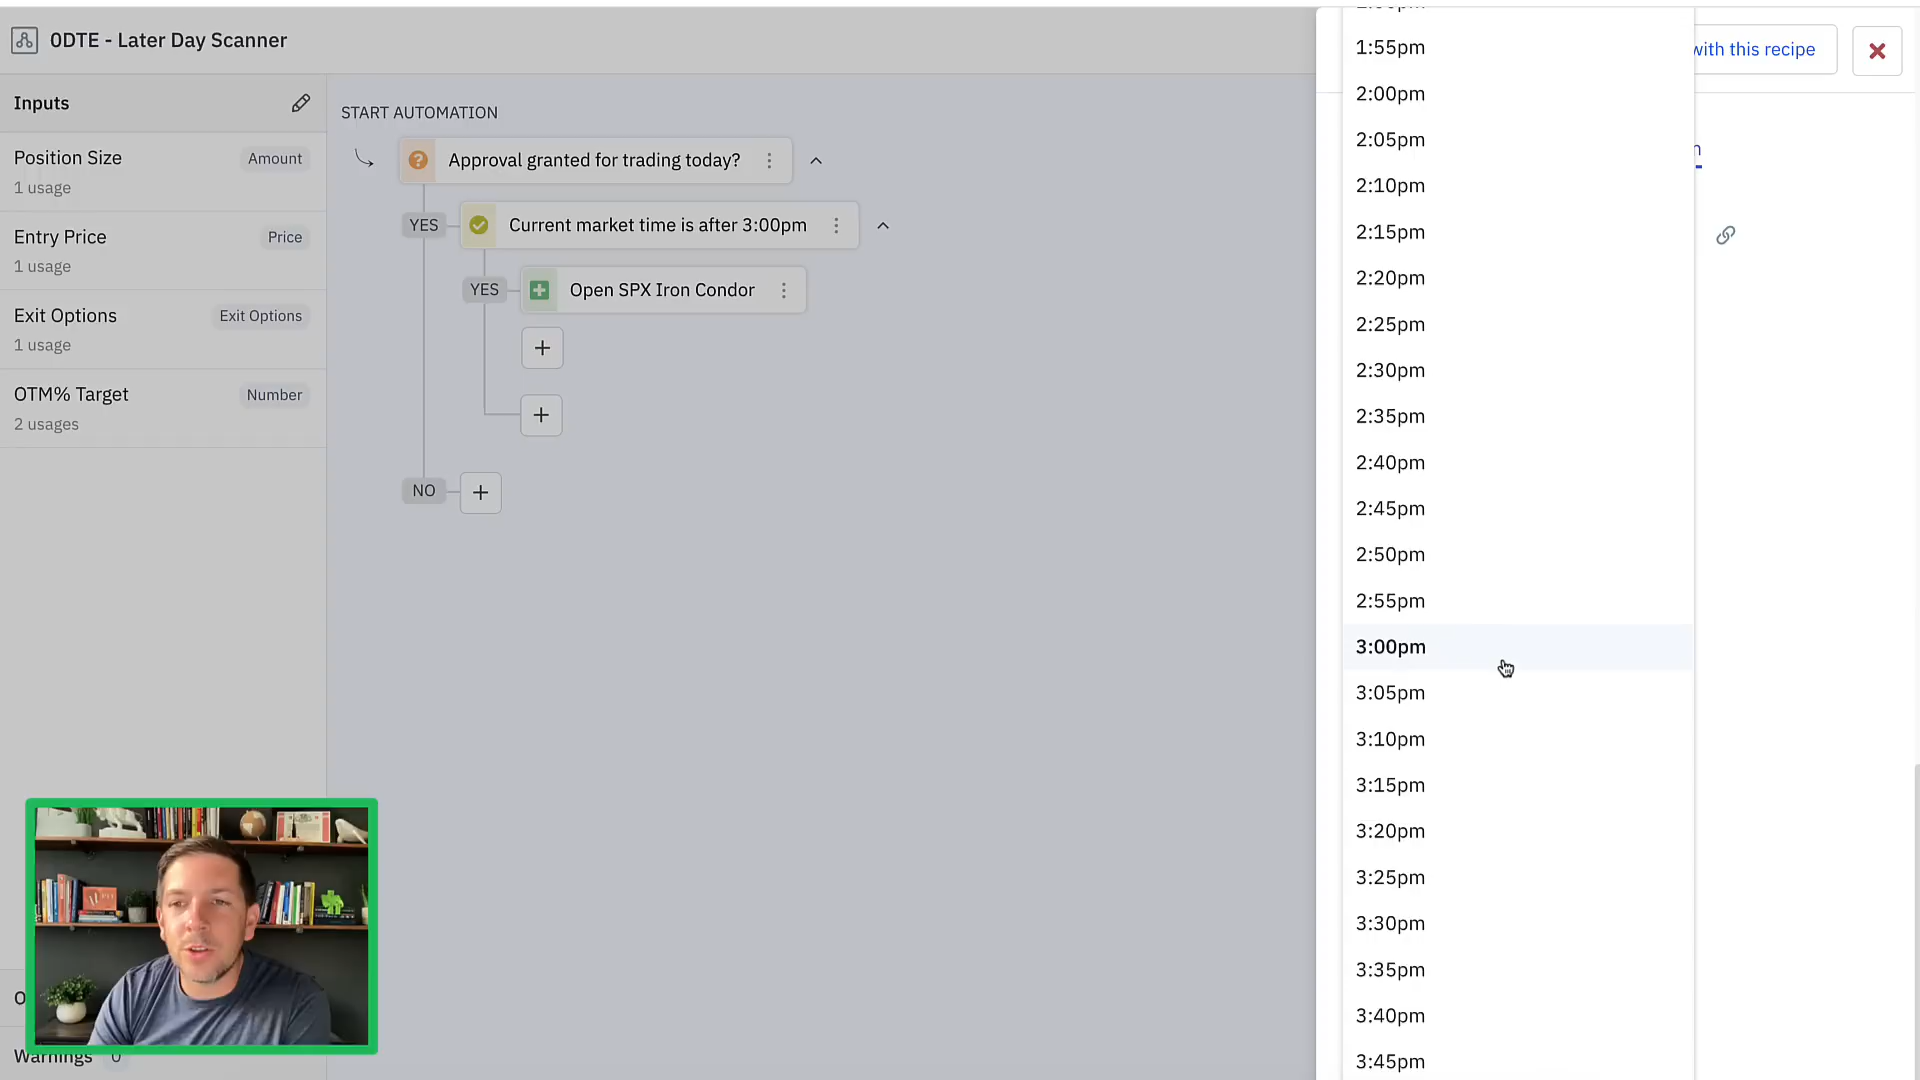 0DTE - Later Day Scanner
Inputs
Position Size
Amount
1 usage
Entry Price
Price
1 usage
Exit Options
Exit Options
1 usage
OTM% Target
Number
2 usages
Warnings
START AUTOMATION
Approval granted for trading today?
YES
Current market time is after 3:00pm
YES
Open SPX Iron Condor
NO
1:55pm
2:00pm
2:05pm
2:10pm
2:15pm
2:20pm
2:25pm
2:30pm
2:35pm
2:40pm
2:45pm
2:50pm
2:55pm
3:00pm
3:05pm
3:10pm
3:15pm
3:20pm
3:25pm
3:30pm
3:35pm
3:40pm
3:45pm
with this recipe